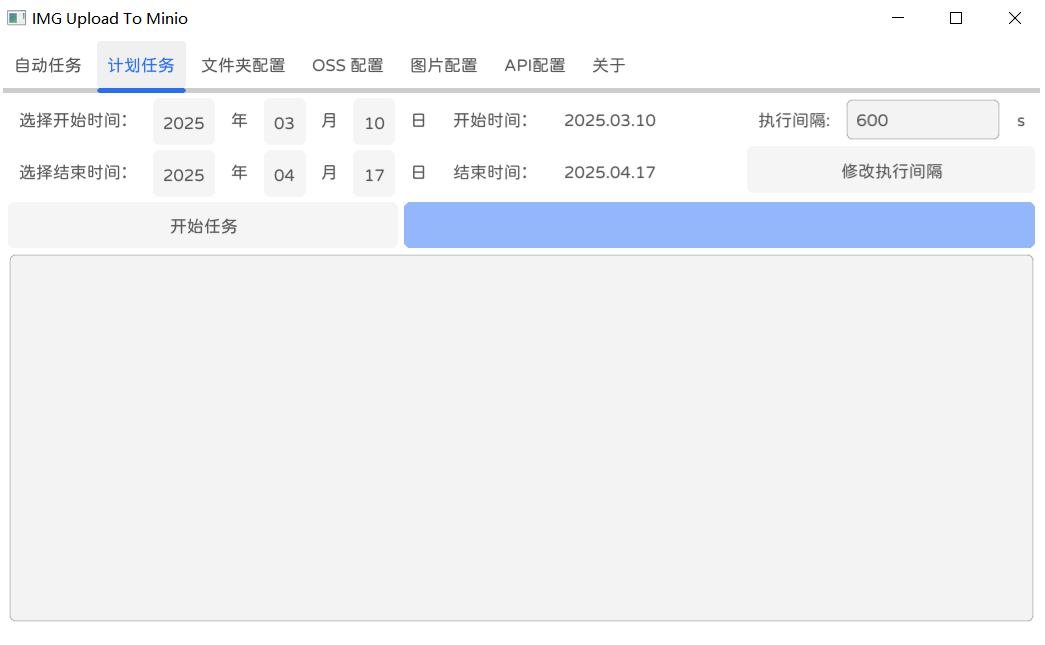 IMG Upload To Minio
自动任务 计划任务 文件夹配置 OSS 配置 图片配置 API配置 关于
选择开始时间: 2025 年 03 月 10 日 开始时间: 2025.03.10 执行间隔: 600 s
选择结束时间: 2025 年 04 月 17 日 结束时间: 2025.04.17 修改执行间隔
开始任务